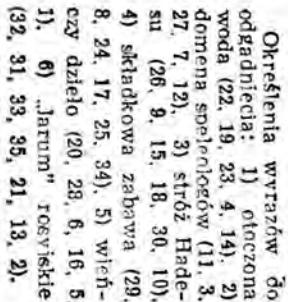 Określenia wyrazów do
odgadnięcia: 1) otoczona
woda (22, 19, 23, 4, 14). 2)
domena speleologów (11, 3,
27, 7, 12). 3) stróż Hade-
su (26, 9, 15, 18, 30, 10),
4) składkowa zabawa (29,
8, 24, 17, 25, 34). 5) wień-
czy dzieło (20, 28, 6, 16, 5
1). 6) „Jarum" rosyjskie
(32, 31, 33, 35, 21, 13, 2).